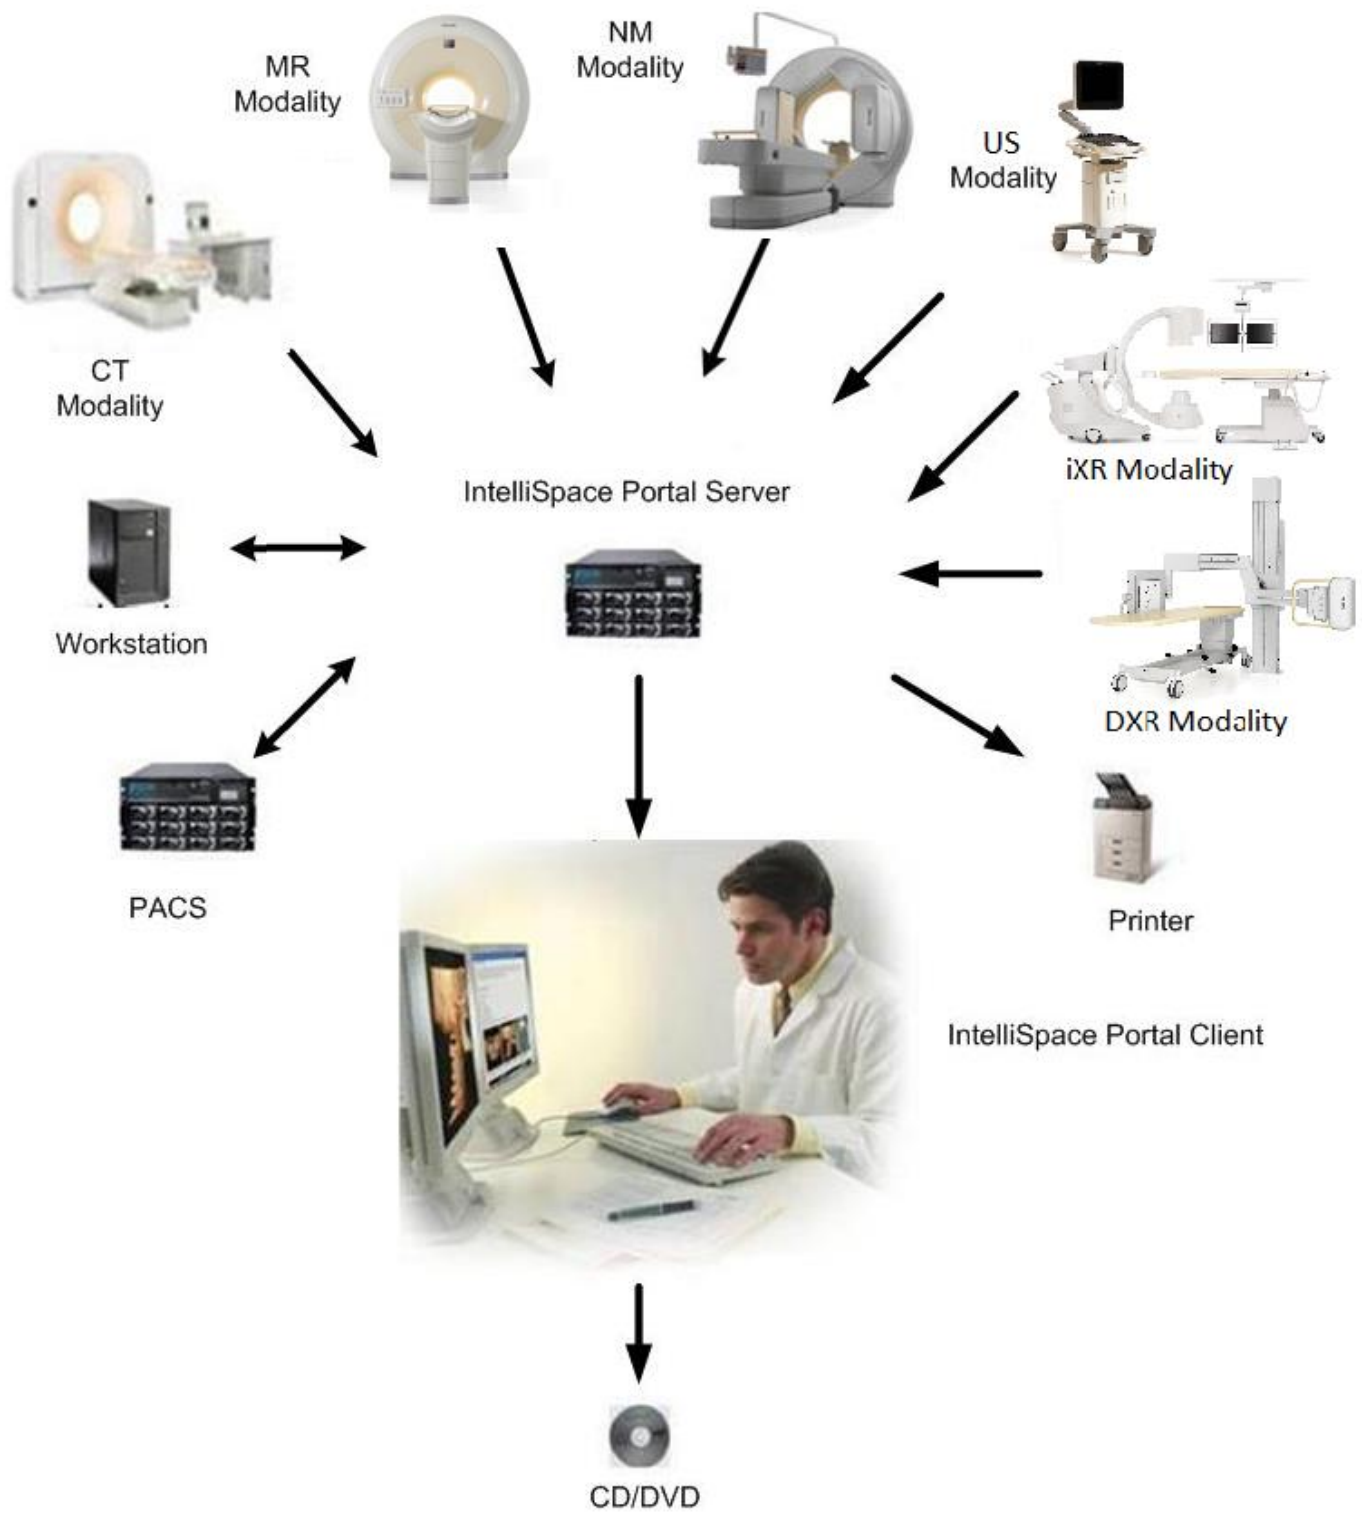 MR
Modality
NM
Modality
US
Modality
CT
Modality
iXR Modality
IntelliSpace Portal Server
Workstation
DXR Modality
PACS
Printer
IntelliSpace Portal Client
CD/DVD